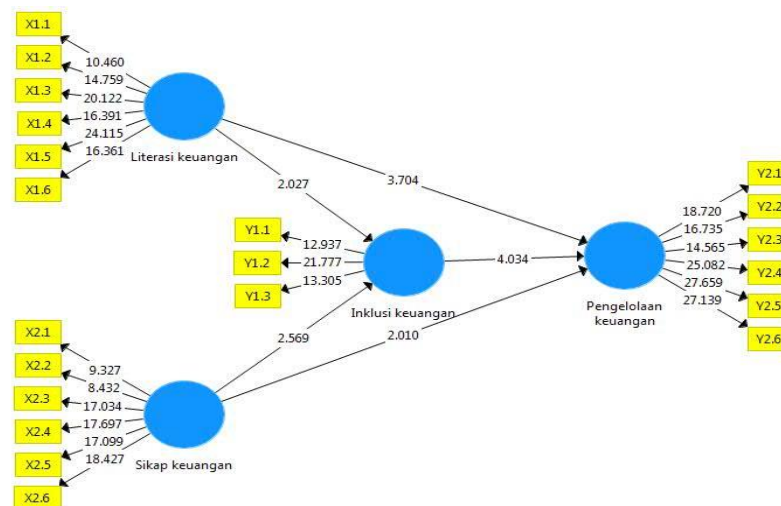 X1.1
X1.2
X1.3
X1.4
X1.5
X1.6
10.460
14.759
20.122
16.391
24.115
16.361
Literasi keuangan
2.027
3.704
Y1.1
Y1.2
Y1.3
12.937
21.777
13.305
Inklusi keuangan
4.034
2.569
2.010
Y2.1
Y2.2
Y2.3
Y2.4
Y2.5
Y2.6
18.720
16.735
14.565
25.082
27.659
27.139
Pengelolaan
keuangan
X2.1
X2.2
X2.3
X2.4
X2.5
X2.6
9.327
8.432
17.034
17.697
17.099
18.427
Sikap keuangan